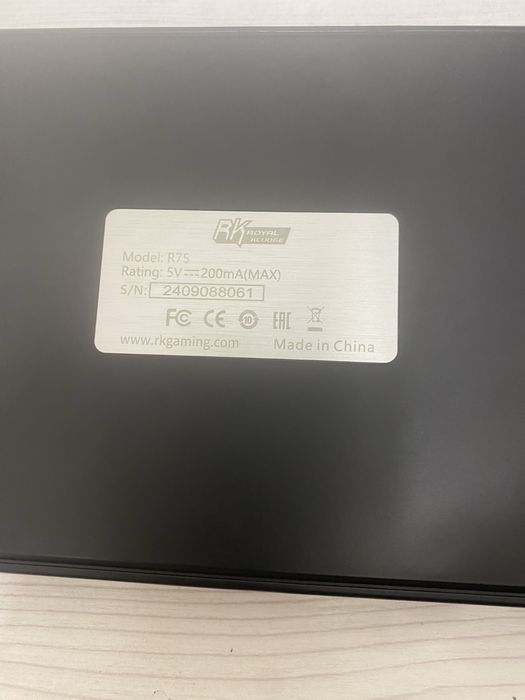 RK ROYAL KLUDGE
Model: R75
Rating: 5V⎓200mA(MAX)
S/N: 2409088061
FC CE 10 EAC
www.rkgaming.com Made in China